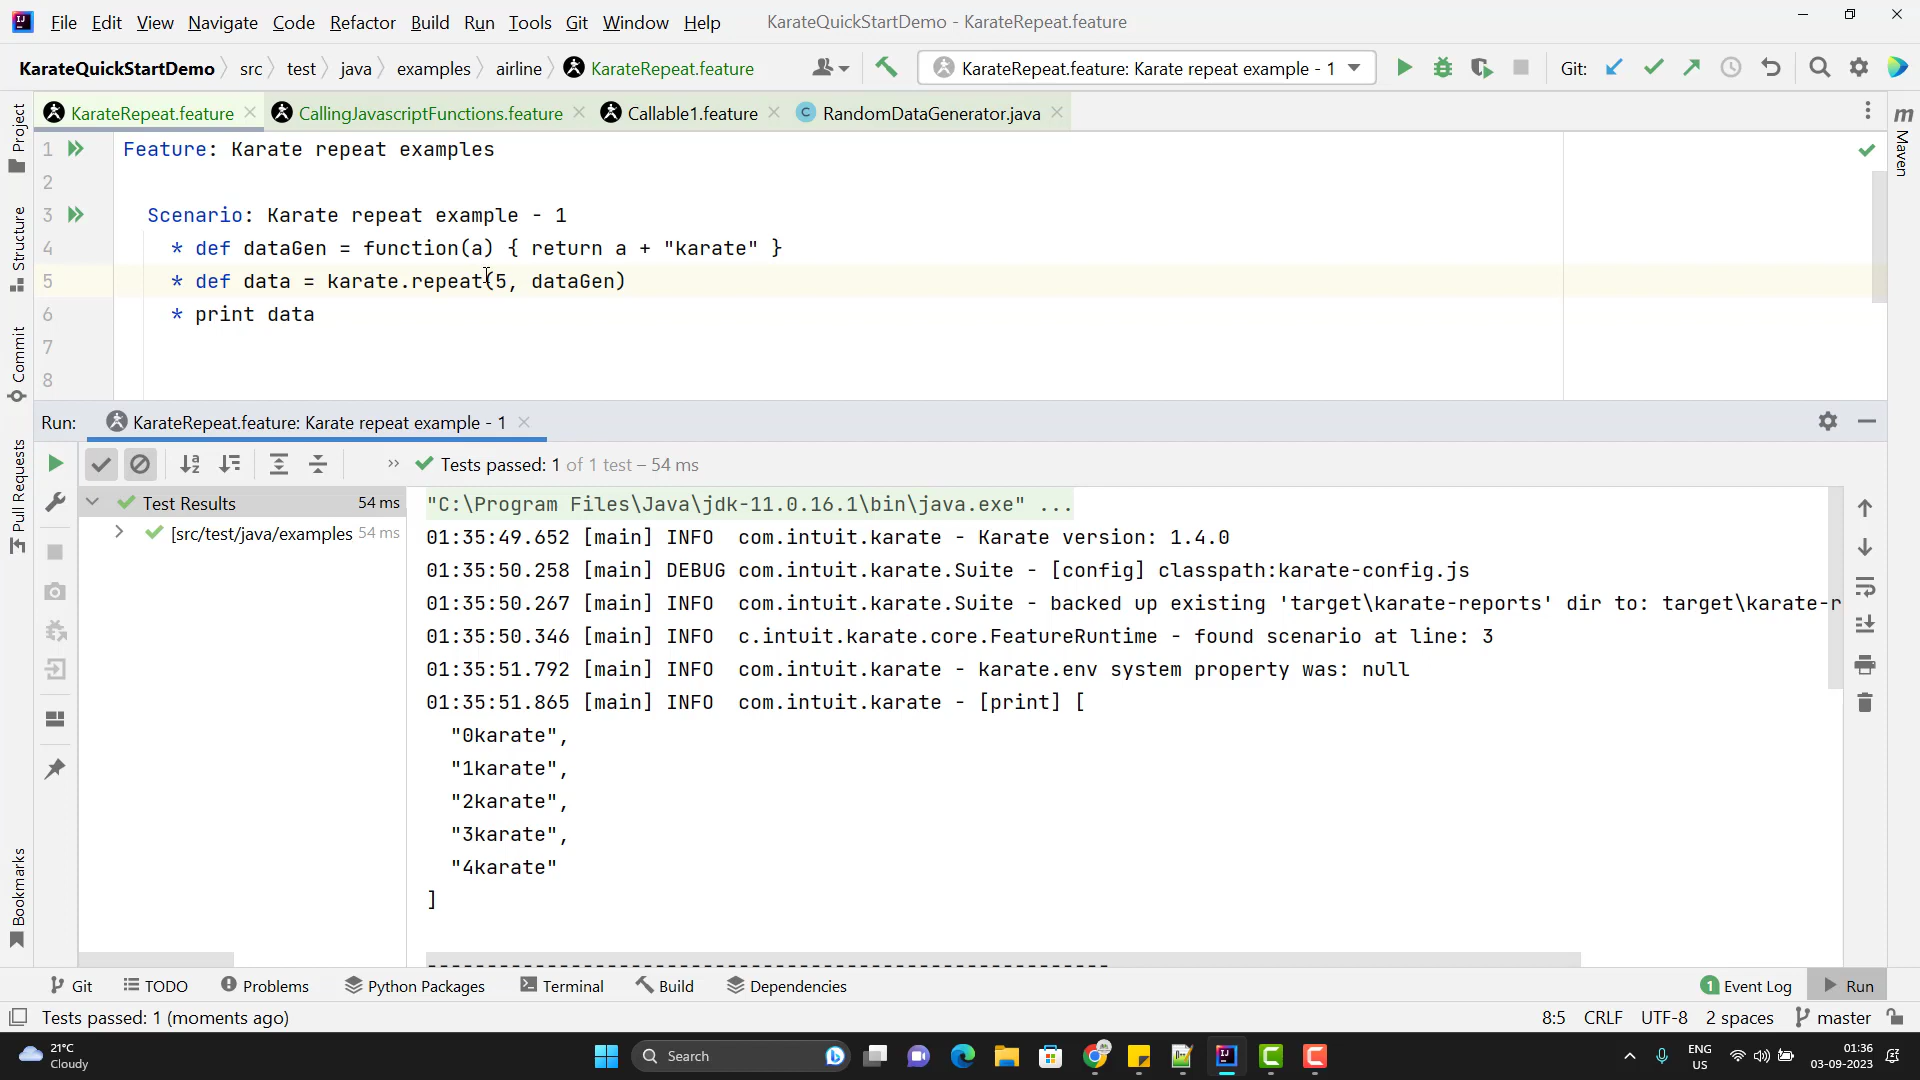 File Edit View Navigate Code Refactor Build Run Tools Git Window Help KarateQuickStartDemo - KarateRepeat.feature
KarateQuickStartDemo src test java examples airline KarateRepeat.feature KarateRepeat.feature: Karate repeat example - 1 Git:
KarateRepeat.feature CallingJavascriptFunctions.feature Callable1.feature RandomDataGenerator.java
Project
Structure
Commit
Pull Requests
Bookmarks
Maven
1 Feature: Karate repeat examples
2
3 Scenario: Karate repeat example - 1
4 * def dataGen = function(a) { return a + "karate" }
5 * def data = karate.repeat(5, dataGen)
6 * print data
7
8
Run: KarateRepeat.feature: Karate repeat example - 1
Tests passed: 1 of 1 test – 54 ms
Test Results 54 ms
[src/test/java/examples 54 ms
"C:\Program Files\Java\jdk-11.0.16.1\bin\java.exe" ...
01:35:49.652 [main] INFO com.intuit.karate - Karate version: 1.4.0
01:35:50.258 [main] DEBUG com.intuit.karate.Suite - [config] classpath:karate-config.js
01:35:50.267 [main] INFO com.intuit.karate.Suite - backed up existing 'target\karate-reports' dir to: target\karate-r
01:35:50.346 [main] INFO c.intuit.karate.core.FeatureRuntime - found scenario at line: 3
01:35:51.792 [main] INFO com.intuit.karate - karate.env system property was: null
01:35:51.865 [main] INFO com.intuit.karate - [print] [
"0karate",
"1karate",
"2karate",
"3karate",
"4karate"
]
---------------------------------------------------------
Git TODO Problems Python Packages Terminal Build Dependencies 1 Event Log Run
Tests passed: 1 (moments ago) 8:5 CRLF UTF-8 2 spaces master
21°C
Cloudy
Search
ENG
US
01:36
03-09-2023